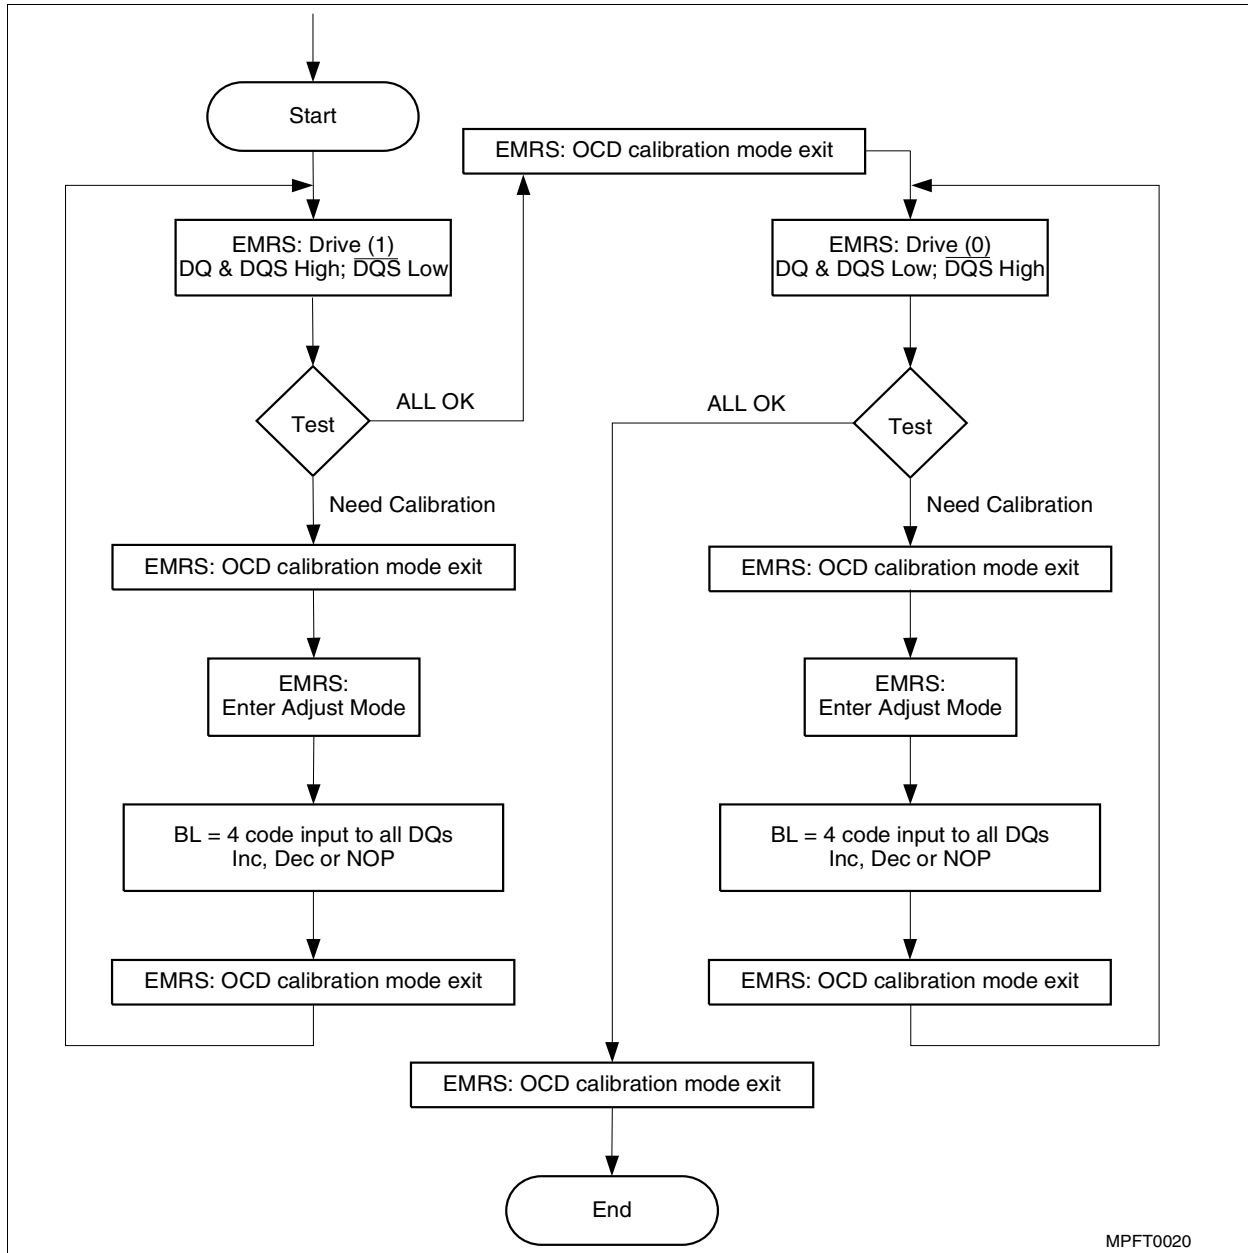 Start
EMRS: Drive (1)
DQ & DQS High; D̅Q̅S̅ Low
Test
ALL OK
Need Calibration
EMRS: OCD calibration mode exit
EMRS:
Enter Adjust Mode
BL = 4 code input to all DQs
Inc, Dec or NOP
EMRS: OCD calibration mode exit
EMRS: OCD calibration mode exit
EMRS: Drive (0)
DQ & DQS Low; D̅Q̅S̅ High
Test
ALL OK
Need Calibration
EMRS: OCD calibration mode exit
EMRS:
Enter Adjust Mode
BL = 4 code input to all DQs
Inc, Dec or NOP
EMRS: OCD calibration mode exit
EMRS: OCD calibration mode exit
End
MPFT0020